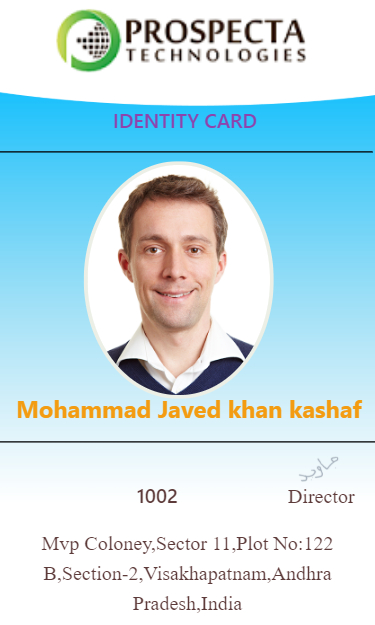 PROSPECTA
TECHNOLOGIES
IDENTITY CARD
Mohammad Javed khan kashaf
1002
Director
Mvp Coloney,Sector 11,Plot No:122
B,Section-2,Visakhapatnam,Andhra
Pradesh,India